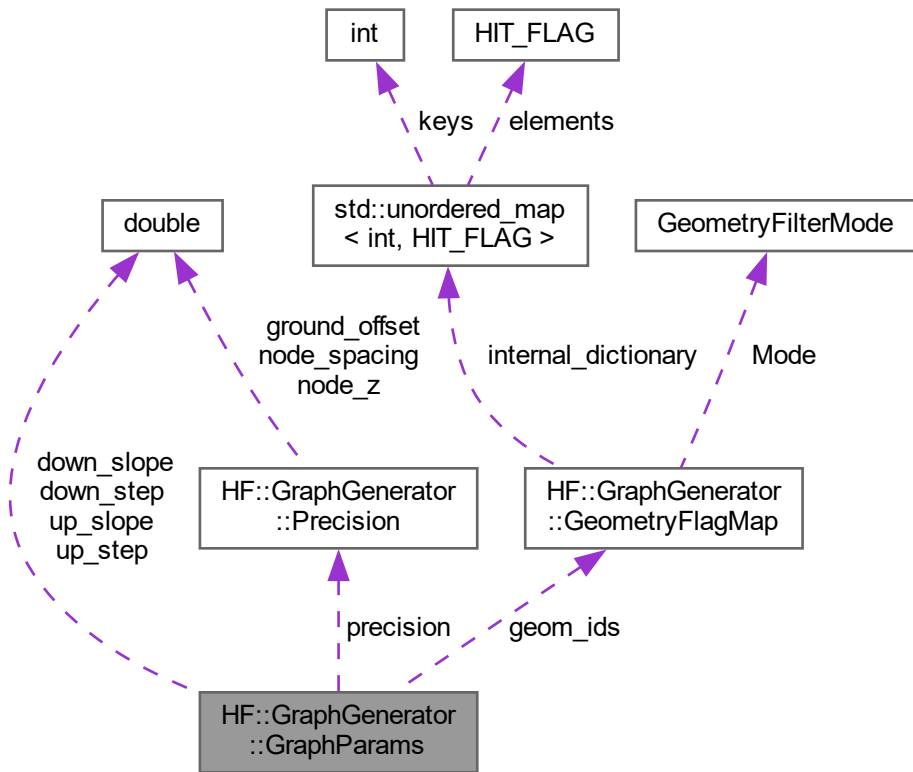 int
HIT_FLAG
keys
elements
double
std::unordered_map
< int, HIT_FLAG >
GeometryFilterMode
ground_offset
node_spacing
node_z
internal_dictionary
Mode
down_slope
down_step
up_slope
up_step
HF::GraphGenerator
::Precision
HF::GraphGenerator
::GeometryFlagMap
precision
geom_ids
HF::GraphGenerator
::GraphParams